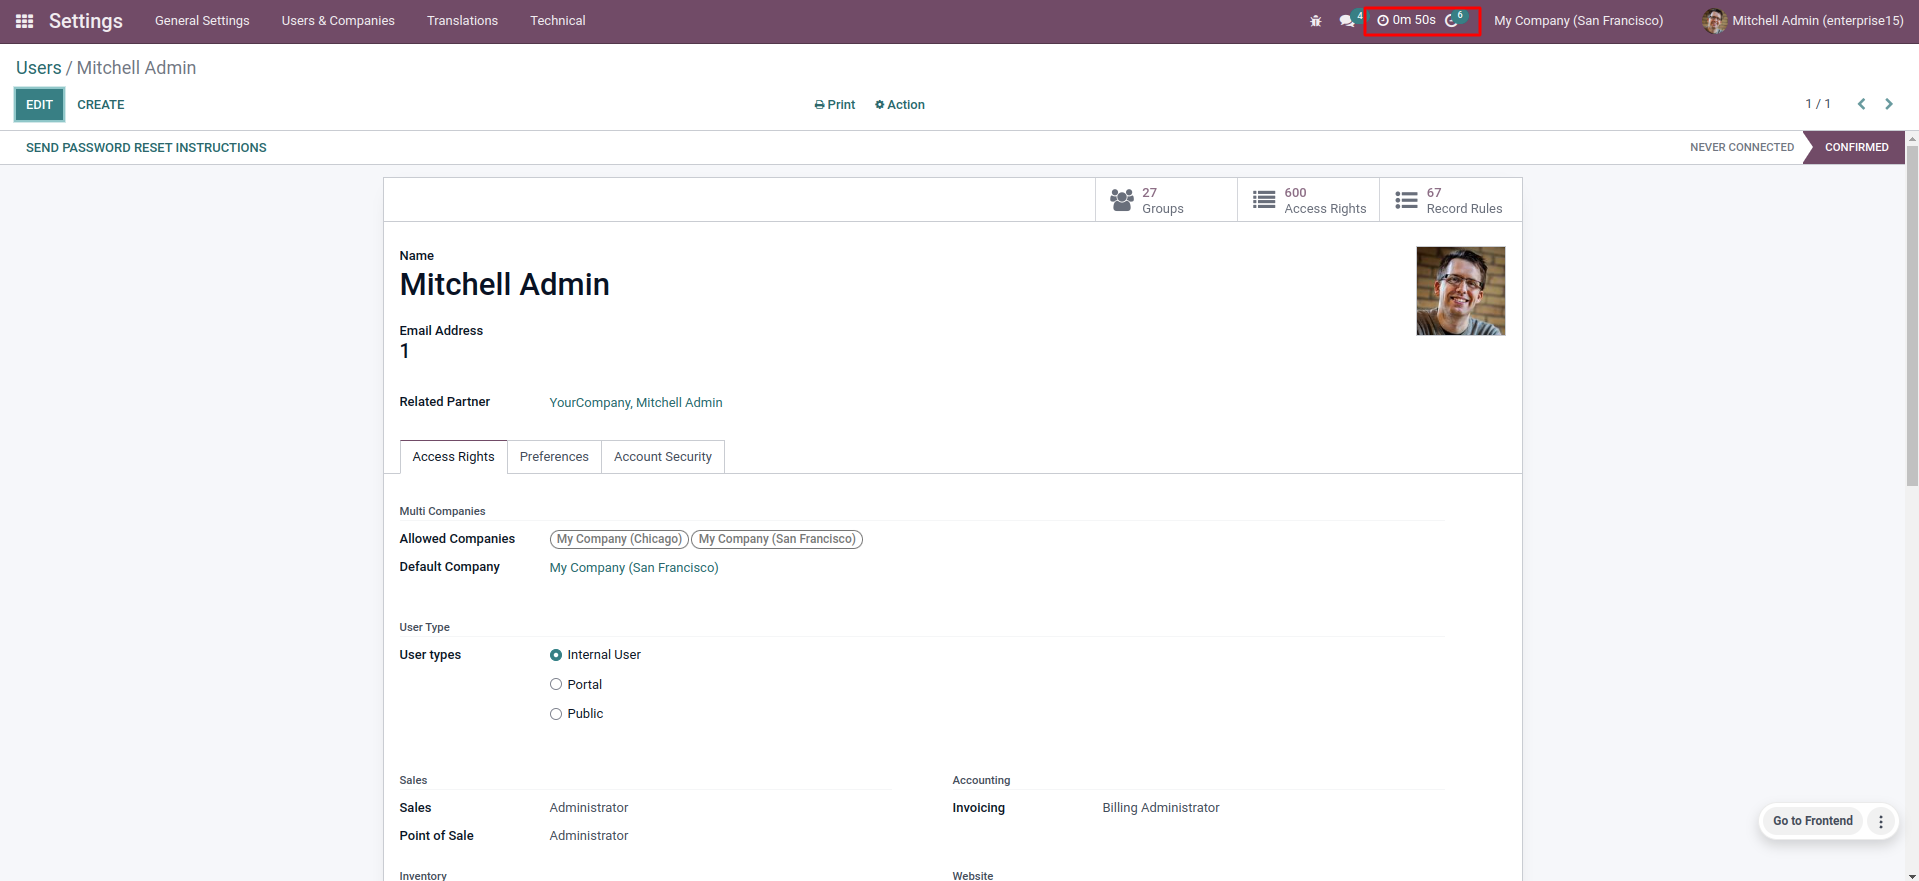 Settings General Settings Users & Companies Translations Technical 4 0m 50s 6 My Company (San Francisco) Mitchell Admin (enterprise15)
Users / Mitchell Admin
EDIT CREATE Print Action 1 / 1
SEND PASSWORD RESET INSTRUCTIONS NEVER CONNECTED CONFIRMED
27 600 67
Groups Access Rights Record Rules
Name
Mitchell Admin
Email Address
1
Related Partner YourCompany, Mitchell Admin
Access Rights Preferences Account Security
Multi Companies
Allowed Companies My Company (Chicago) My Company (San Francisco)
Default Company My Company (San Francisco)
User Type
User types Internal User
Portal
Public
Sales Accounting
Sales Administrator Invoicing Billing Administrator
Go to Frontend
Point of Sale Administrator
Inventory Website